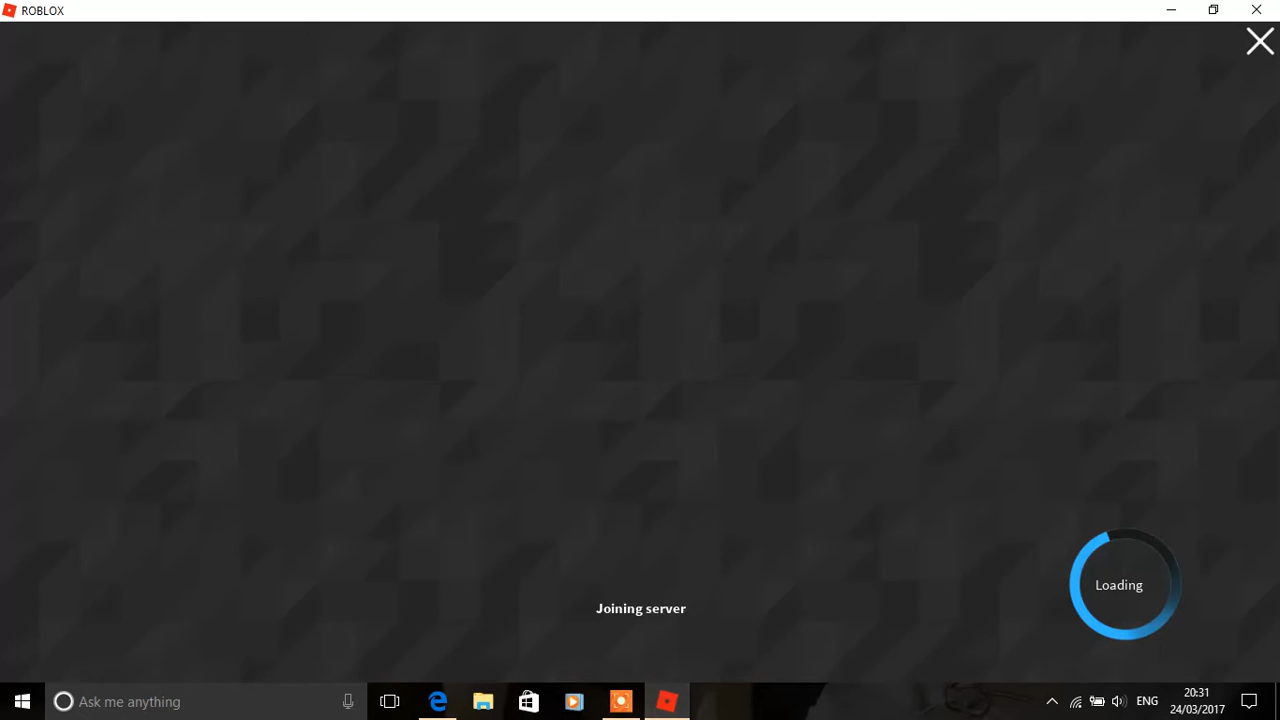 ROBLOX
Loading
Joining server
Ask me anything
ENG
20:31
24/03/2017